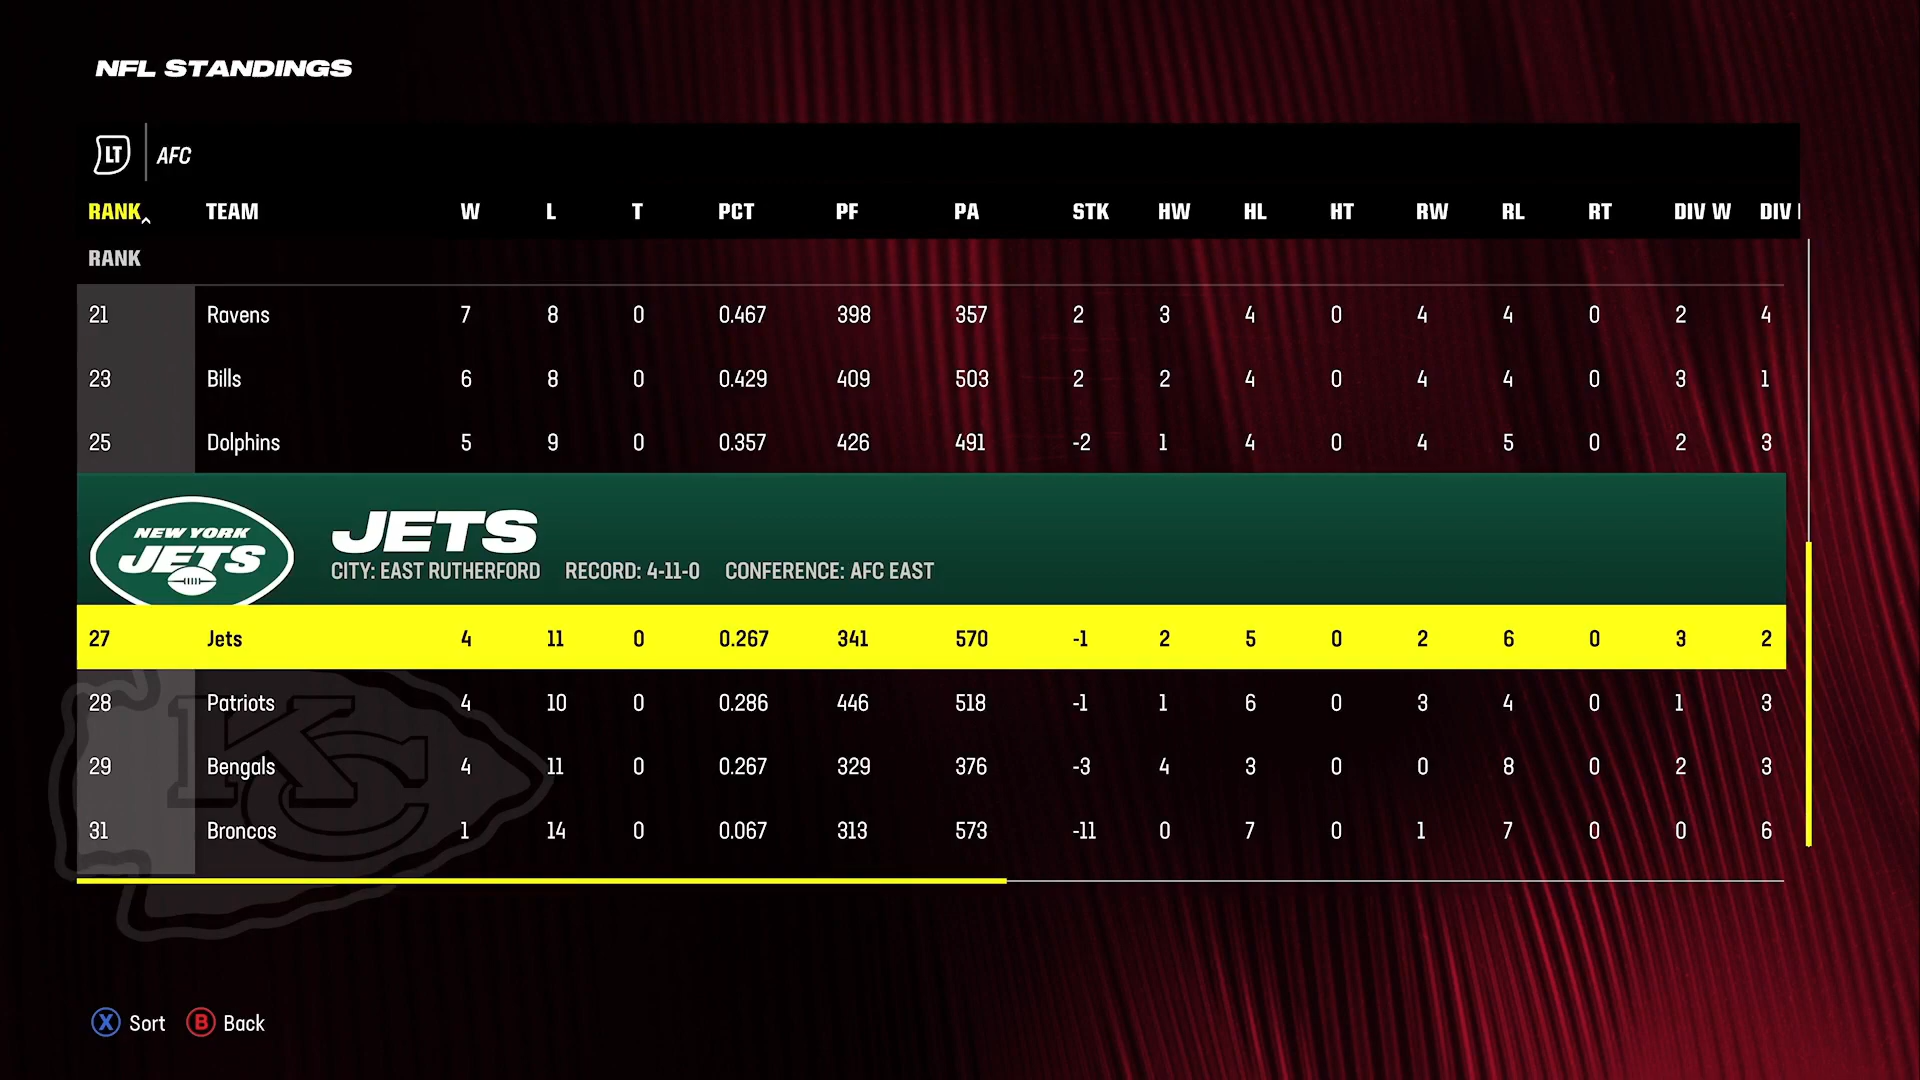 NFL STANDINGS
LT AFC
RANK TEAM W L T PCT PF PA STK HW HL HT RW RL RT DIV W DIV
RANK
21 Ravens 7 8 0 0.467 398 357 2 3 4 0 4 4 0 2 4
23 Bills 6 8 0 0.429 409 503 2 2 4 0 4 4 0 3 1
25 Dolphins 5 9 0 0.357 426 491 -2 1 4 0 4 5 0 2 3
NEW YORK
JETS
JETS
CITY: EAST RUTHERFORD RECORD: 4-11-0 CONFERENCE: AFC EAST
27 Jets 4 11 0 0.267 341 570 -1 2 5 0 2 6 0 3 2
28 Patriots 4 10 0 0.286 446 518 -1 1 6 0 3 4 0 1 3
29 Bengals 4 11 0 0.267 329 376 -3 4 3 0 0 8 0 2 3
31 Broncos 1 14 0 0.067 313 573 -11 0 7 0 1 7 0 0 6
KC
X Sort B Back